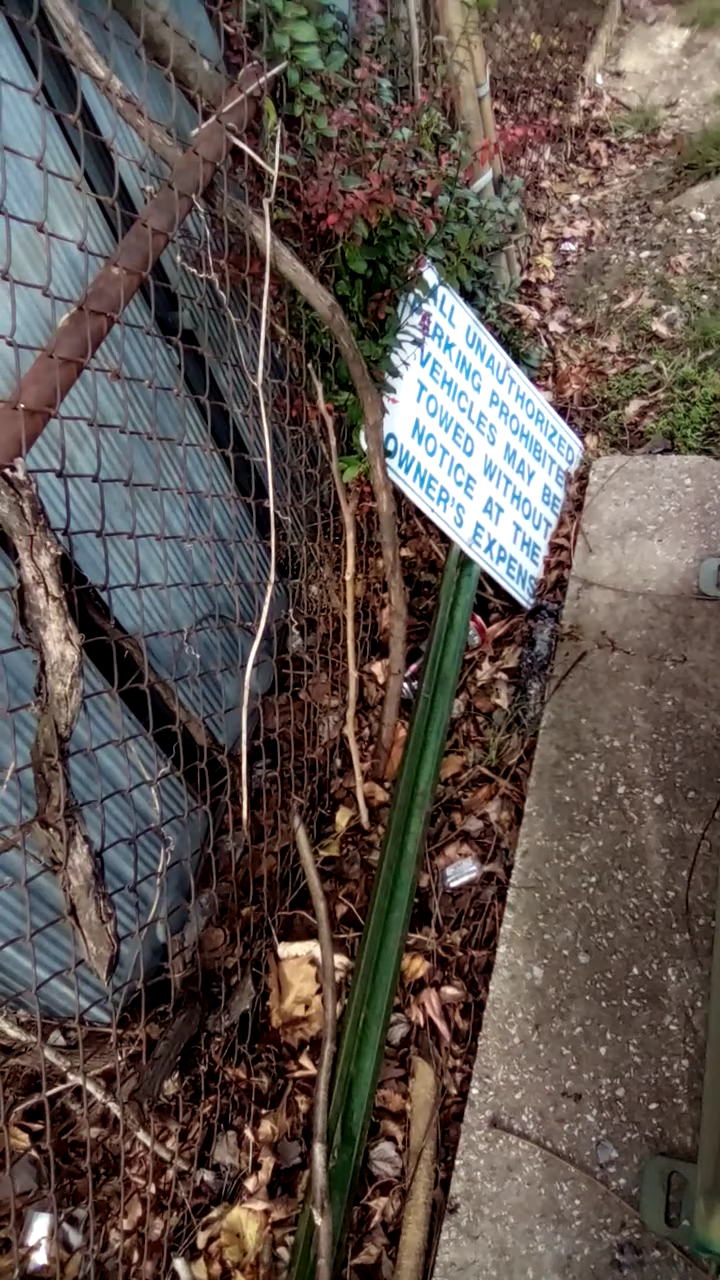 ALL UNAUTHORIZED
ARKING PROHIBITE
VEHICLES MAY BE
TOWED WITHOUT
NOTICE AT THE
OWNER'S EXPENS